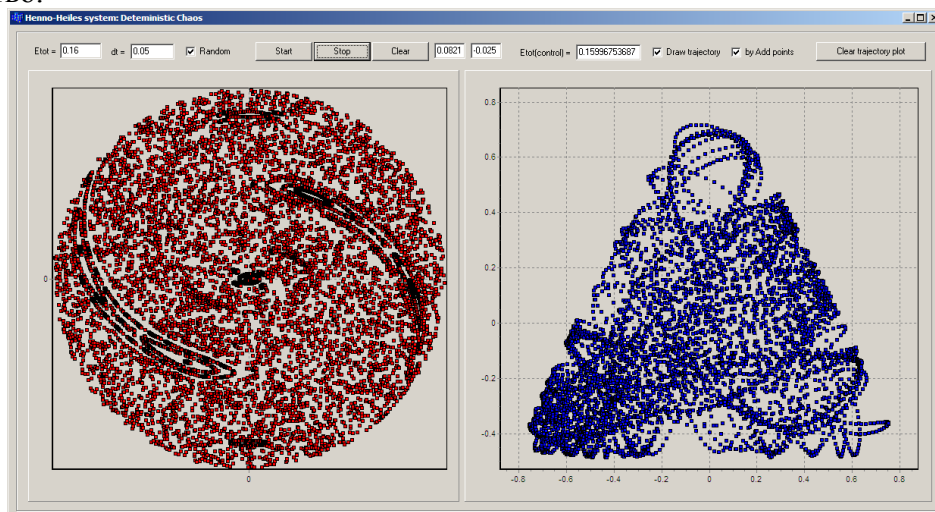 Henno-Heiles system: Deteministic Chaos
Etot = 0.16 dt = 0.05 Random Start Stop Clear 0.0821 -0.025 Etot(control) = 0.15996753687 Draw trajectory by Add points Clear trajectory plot
0.8
0.6
0.4
0.2
0 0
-0.2
-0.4
0 -0.8 -0.6 -0.4 -0.2 0 0.2 0.4 0.6 0.8